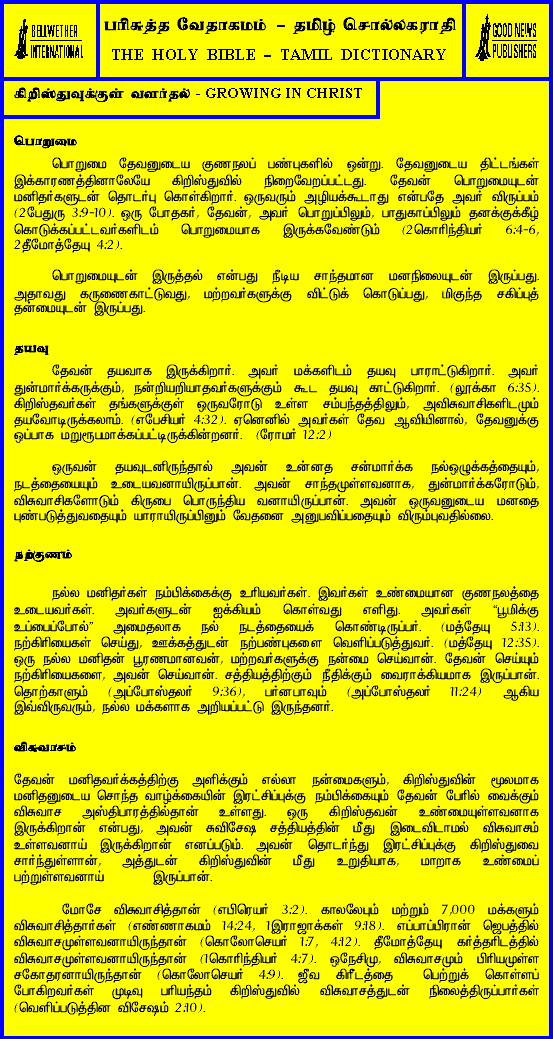 BELLWETHER
INTERNATIONAL
பரிசுத்த வேதாகமம் – தமிழ் சொல்லகராதி
THE HOLY BIBLE – TAMIL DICTIONARY
GOOD NEWS
PUBLISHERS
கிறிஸ்துவுக்குள் வளர்தல் - GROWING IN CHRIST
பொறுமை
பொறுமை தேவனுடைய குணநலப் பண்புகளில் ஒன்று. தேவனுடைய திட்டங்கள்
இக்காரணத்தினாலேயே கிறிஸ்துவில் நிறைவேறப்பட்டது. தேவன் பொறுமையுடன்
மனிதர்களுடன் தொடர்பு கொள்கிறார். ஒருவரும் அழியக்கூடாது என்பதே அவர் விருப்பம்
(2பேதுரு 3:9-10). ஒரு போதகர், தேவன், அவர் பொறுப்பிலும், பாதுகாப்பிலும் தனக்குக்கீழ்
கொடுக்கப்பட்டவர்களிடம் பொறுமையாக இருக்கவேண்டும் (2கொரிந்தியர் 6:4-6,
2தீமோத்தேயு 4:2).
பொறுமையுடன் இருத்தல் என்பது நீடிய சாந்தமான மனநிலையுடன் இருப்பது.
அதாவது கருணைகாட்டுவது, மற்றவர்களுக்கு விட்டுக் கொடுப்பது, மிகுந்த சகிப்புத்
தன்மையுடன் இருப்பது.
தயவு
தேவன் தயவாக இருக்கிறார். அவர் மக்களிடம் தயவு பாராட்டுகிறார். அவர்
துன்மார்க்கருக்கும், நன்றியறியாதவர்களுக்கும் கூட தயவு காட்டுகிறார். (லூக்கா 6:35).
கிறிஸ்தவர்கள் தங்களுக்குள் ஒருவரோடு உள்ள சம்பந்தத்திலும், அவிசுவாசிகளிடமும்
தயவோடிருக்கலாம். (எபேசியர் 4:32). ஏனெனில் அவர்கள் தேவ ஆவியினால், தேவனுக்கு
ஒப்பாக மறுரூபமாக்கப்பட்டிருக்கின்றனர். (ரோமர் 12:2)
ஒருவன் தயவுடனிருந்தால் அவன் உன்னத சன்மார்க்க நல்ஒழுக்கத்தையும்,
நடத்தையையும் உடையவனாயிருப்பான். அவன் சாந்தமுள்ளவனாக, துன்மார்க்கரோடும்,
விசுவாசிகளோடும் கிருபை பொருந்திய வனாயிருப்பான். அவன் ஒருவனுடைய மனதை
புண்படுத்துவதையும் யாராயிருப்பினும் வேதனை அனுபவிப்பதையும் விரும்புவதில்லை.
நற்குணம்
நல்ல மனிதர்கள் நம்பிக்கைக்கு உரியவர்கள். இவர்கள் உண்மையான குணநலத்தை
உடையவர்கள். அவர்களுடன் ஐக்கியம் கொள்வது எளிது. அவர்கள் “பூமிக்கு
உப்பைப்போல்” அமைதலாக நல் நடத்தையைக் கொண்டிருப்பர். (மத்தேயு 5:13).
நற்கிரியைகள் செய்து, ஊக்கத்துடன் நற்பண்புகளை வெளிப்படுத்துவர். (மத்தேயு 12:35).
ஒரு நல்ல மனிதன் பூரணமானவன், மற்றவர்களுக்கு நன்மை செய்வான். தேவன் செய்யும்
நற்கிரியைகளை, அவன் செய்வான். சத்தியத்திற்கும் நீதிக்கும் வைராக்கியமாக இருப்பான்.
தொற்காளும் (அப்போஸ்தலர் 9:36), பர்னபாவும் (அப்போஸ்தலர் 11:24) ஆகிய
இவ்விருவரும், நல்ல மக்களாக அறியப்பட்டு இருந்தனர்.
விசுவாசம்
தேவன் மனிதவர்க்கத்திற்கு அளிக்கும் எல்லா நன்மைகளும், கிறிஸ்துவின் மூலமாக
மனிதனுடைய சொந்த வாழ்க்கையின் இரட்சிப்புக்கு நம்பிக்கையும் தேவன் பேரில் வைக்கும்
விசுவாச அஸ்திபாரத்தில்தான் உள்ளது. ஒரு கிறிஸ்தவன் உண்மையுள்ளவனாக
இருக்கிறான் என்பது, அவன் சுவிசேஷ சத்தியத்தின் மீது இடைவிடாமல் விசுவாசம்
உள்ளவனாய் இருக்கிறான் எனப்படும். அவன் தொடர்ந்து இரட்சிப்புக்கு கிறிஸ்துவை
சார்ந்துள்ளான், அத்துடன் கிறிஸ்துவின் மீது உறுதியாக, மாறாக உண்மைப்
பற்றுள்ளவனாய் இருப்பான்.
மோசே விசுவாசித்தான் (எபிரெயர் 3:2). காலலேபும் மற்றும் 7,000 மக்களும்
விசுவாசித்தார்கள் (எண்ணாகமம் 14:24, 1இராஜாக்கள் 9:18). எப்பாப்பிரான் ஜெபத்தில்
விசுவாசமுள்ளவனாயிருந்தான் (கொலோசெயர் 1:7, 4:12). தீமோத்தேயு கர்த்தரிடத்தில்
விசுவாசமுள்ளவனாயிருந்தான் (1கொரிந்தியர் 4:7). ஒநேசிமு, விசுவாசமும் பிரியமுள்ள
சகோதரனாயிருந்தான் (கொலோசெயர் 4:9). ஜீவ கிரீடத்தை பெற்றுக் கொள்ளப்
போகிறவர்கள் முடிவு பரியந்தம் கிறிஸ்துவில் விசுவாசத்துடன் நிலைத்திருப்பார்கள்
(வெளிப்படுத்தின விசேஷம் 2:10).